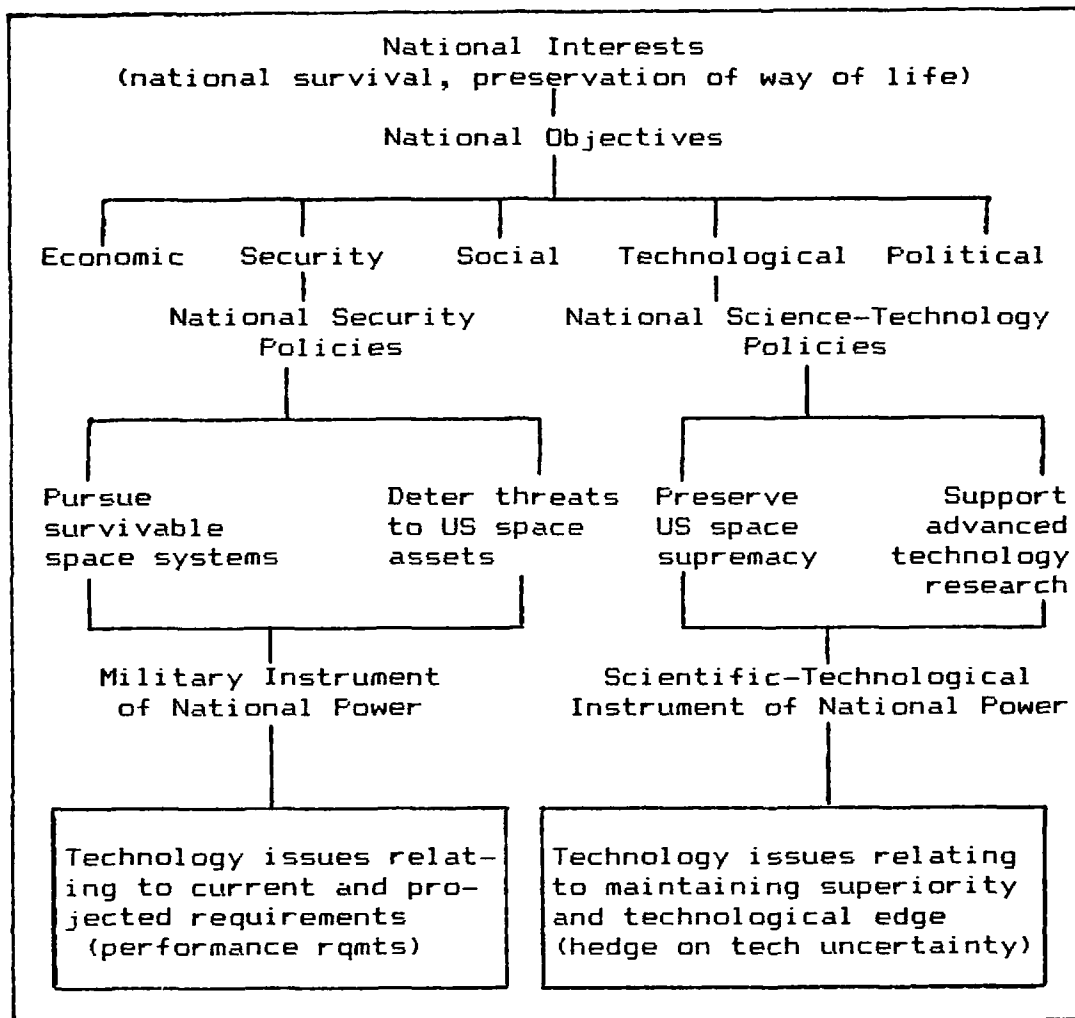 National Interests
(national survival, preservation of way of life)
National Objectives
Economic Security Social Technological Political
National Security
Policies
National Science-Technology
Policies
Pursue
survivable
space systems
Deter threats
to US space
assets
Preserve
US space
supremacy
Support
advanced
technology
research
Military Instrument
of National Power
Scientific-Technological
Instrument of National Power
Technology issues relat-
ing to current and pro-
jected requirements
(performance rqmts)
Technology issues relating
to maintaining superiority
and technological edge
(hedge on tech uncertainty)